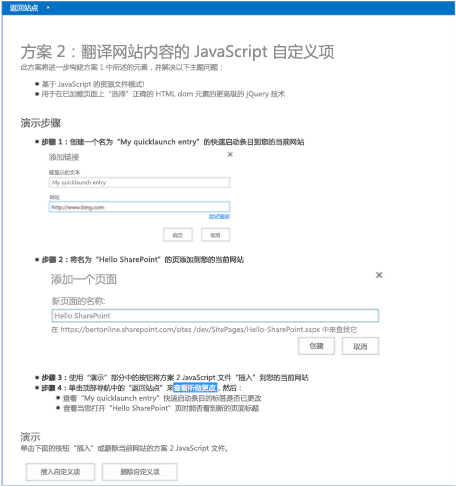 返回站点
方案 2：翻译网站内容的 JavaScript 自定义项
此方案将进一步构建方案 1 中所述的元素，并解决以下主题问题：
基于 JavaScript 的资源文件模式!
用于在已加载页面上 "选择" 正确的 HTML dom 元素的更高级的 jQuery 技术
演示步骤
步骤 1：创建一个名为 "My quicklaunch entry" 的快速启动条目到您的当前网站
添加链接
要显示的文本
My quicklaunch entry
地址
http://www.bing.com
尝试链接
确定 取消
步骤 2：将名为 "Hello SharePoint" 的页添加到您的当前网站
添加一个页面
新页面的名称:
Hello SharePoint
在 https://bertonline.sharepoint.com/sites /dev/SitePages/Hello-SharePoint.aspx 中来查找它
创建 取消
步骤 3：使用 "演示" 部分中的按钮将方案 2 JavaScript 文件 "插入" 到您的当前网站
步骤 4：单击顶部导航中的 "返回站点" 来查看所做更改，然后：
查看 "My quicklaunch entry" 快速启动条目的标签是否已更改
查看当您打开 "Hello SharePoint" 页时能否看到新的页面标题
演示
单击下面的按钮 "插入" 或删除当前网站的方案 2 JavaScript 文件。
插入自定义项 删除自定义项